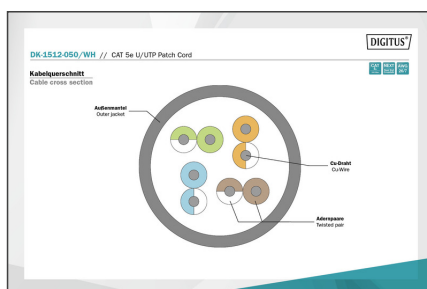 DIGITUS®
DK-1512-050/WH // CAT 5e U/UTP Patch Cord
Kabelquerschnitt
Cable cross section
Außenmantel
Outer jacket
Cu-Draht
Cu-Wire
Adernpaare
Twisted pair